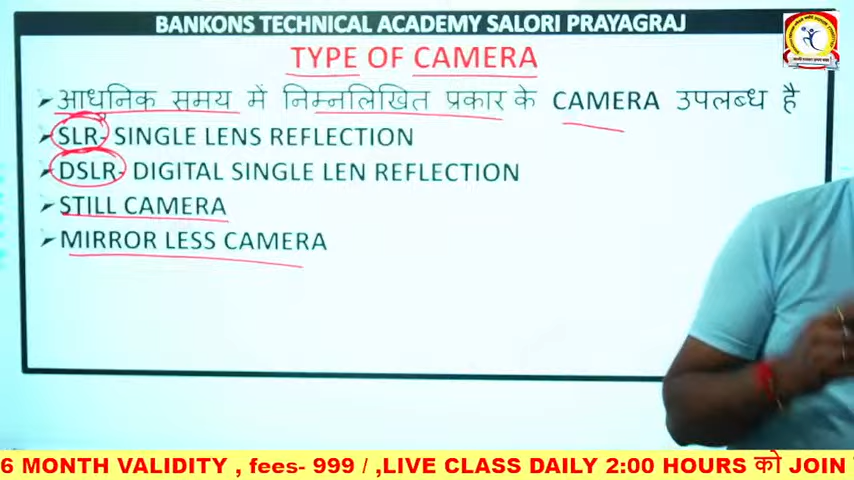 BANKONS TECHNICAL ACADEMY SALORI PRAYAGRAJ
TYPE OF CAMERA
➤आधनिक समय में निम्नलिखित प्रकार के CAMERA उपलब्ध है
➤SLR- SINGLE LENS REFLECTION
➤DSLR- DIGITAL SINGLE LEN REFLECTION
➤STILL CAMERA
➤MIRROR LESS CAMERA
6 MONTH VALIDITY , fees- 999 / ,LIVE CLASS DAILY 2:00 HOURS को JOIN